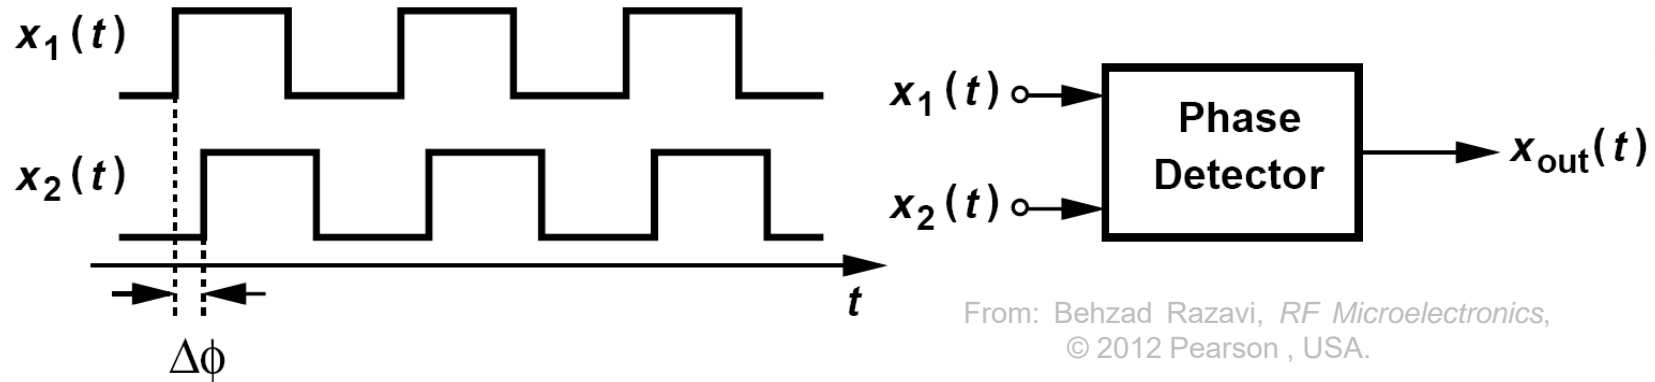 x1(t)
x2(t)
t
Δϕ
x1(t)
x2(t)
Phase
Detector
xout(t)
From: Behzad Razavi, RF Microelectronics,
© 2012 Pearson , USA.